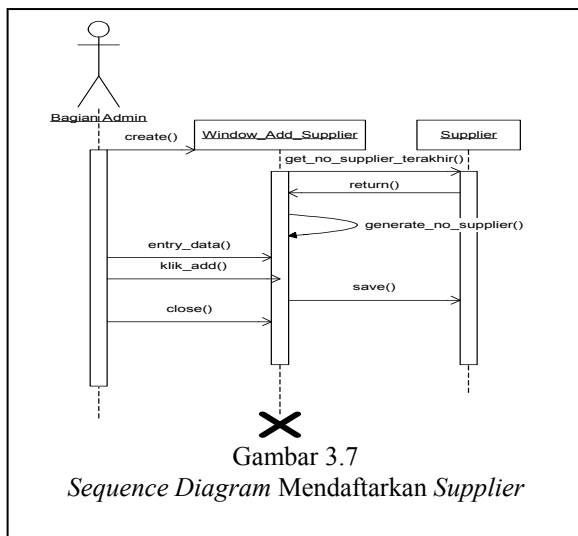 Bagian Admin
create()
Window_Add_Supplier
Supplier
get_no_supplier_terakhir()
return()
generate_no_supplier()
entry_data()
klik_add()
save()
close()
Gambar 3.7
Sequence Diagram Mendaftarkan Supplier